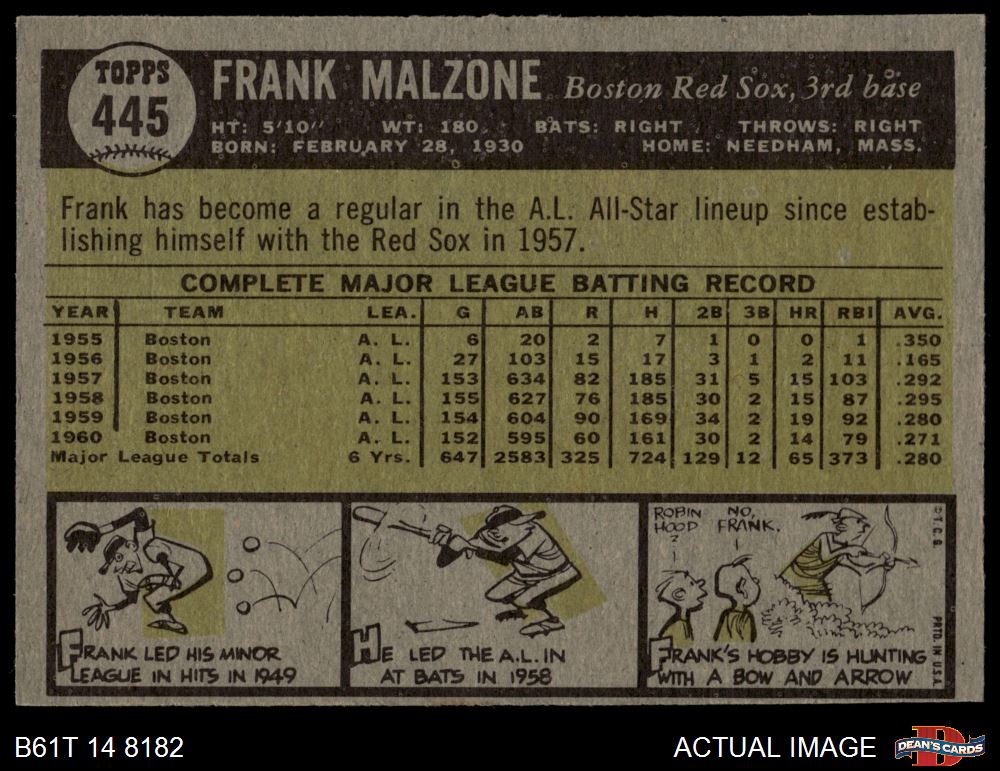 TOPPS
445
FRANK MALZONE Boston Red Sox, 3rd base
HT: 5'10" WT: 180 BATS: RIGHT THROWS: RIGHT
BORN: FEBRUARY 28, 1930 HOME: NEEDHAM, MASS.
Frank has become a regular in the A.L. All-Star lineup since estab-
lishing himself with the Red Sox in 1957.
COMPLETE MAJOR LEAGUE BATTING RECORD
YEAR TEAM LEA. G AB R H 2B 3B HR RBI AVG.
1955 Boston A. L. 6 20 2 7 1 0 0 1 .350
1956 Boston A. L. 27 103 15 17 3 1 2 11 .165
1957 Boston A. L. 153 634 82 185 31 5 15 103 .292
1958 Boston A. L. 155 627 76 185 30 2 15 87 .295
1959 Boston A. L. 154 604 90 169 34 2 19 92 .280
1960 Boston A. L. 152 595 60 161 30 2 14 79 .271
Major League Totals 6 Yrs. 647 2583 325 724 129 12 65 373 .280
FRANK LED HIS MINOR
LEAGUE IN HITS IN 1949
HE LED THE A.L. IN
AT BATS IN 1958
ROBIN
HOOD
?
NO,
FRANK.
FRANK'S HOBBY IS HUNTING
WITH A BOW AND ARROW
© T.C.G.
PRTD. IN U.S.A.
B61T 14 8182
ACTUAL IMAGE
D
DEAN'S CARDS